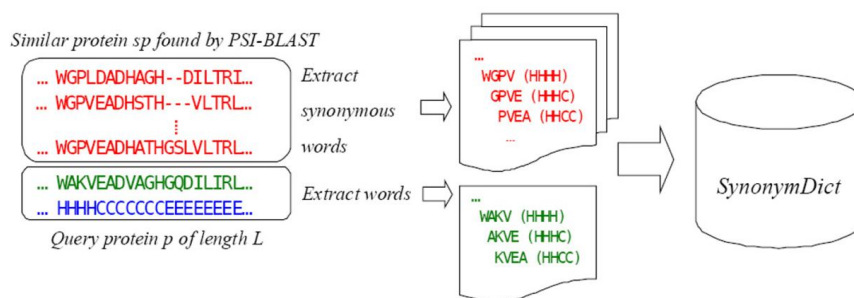 Similar protein sp found by PSI-BLAST
... WGPLDADHAGH--DILTRI...
... WGPVEADHSTH---VLTRL...
⋮
... WGPVEADHATHGSLVLTRL...
... WAKVEADVAGHGQDILIRL...
... HHHHCCCCCCCEEEEEEEE...
Query protein p of length L
Extract
synonymous
words
Extract words
...
WGPV (HHHH)
GPVE (HHHC)
PVEA (HHCC)
...
...
WAKV (HHHH)
AKVE (HHHC)
KVEA (HHCC)
SynonymDict